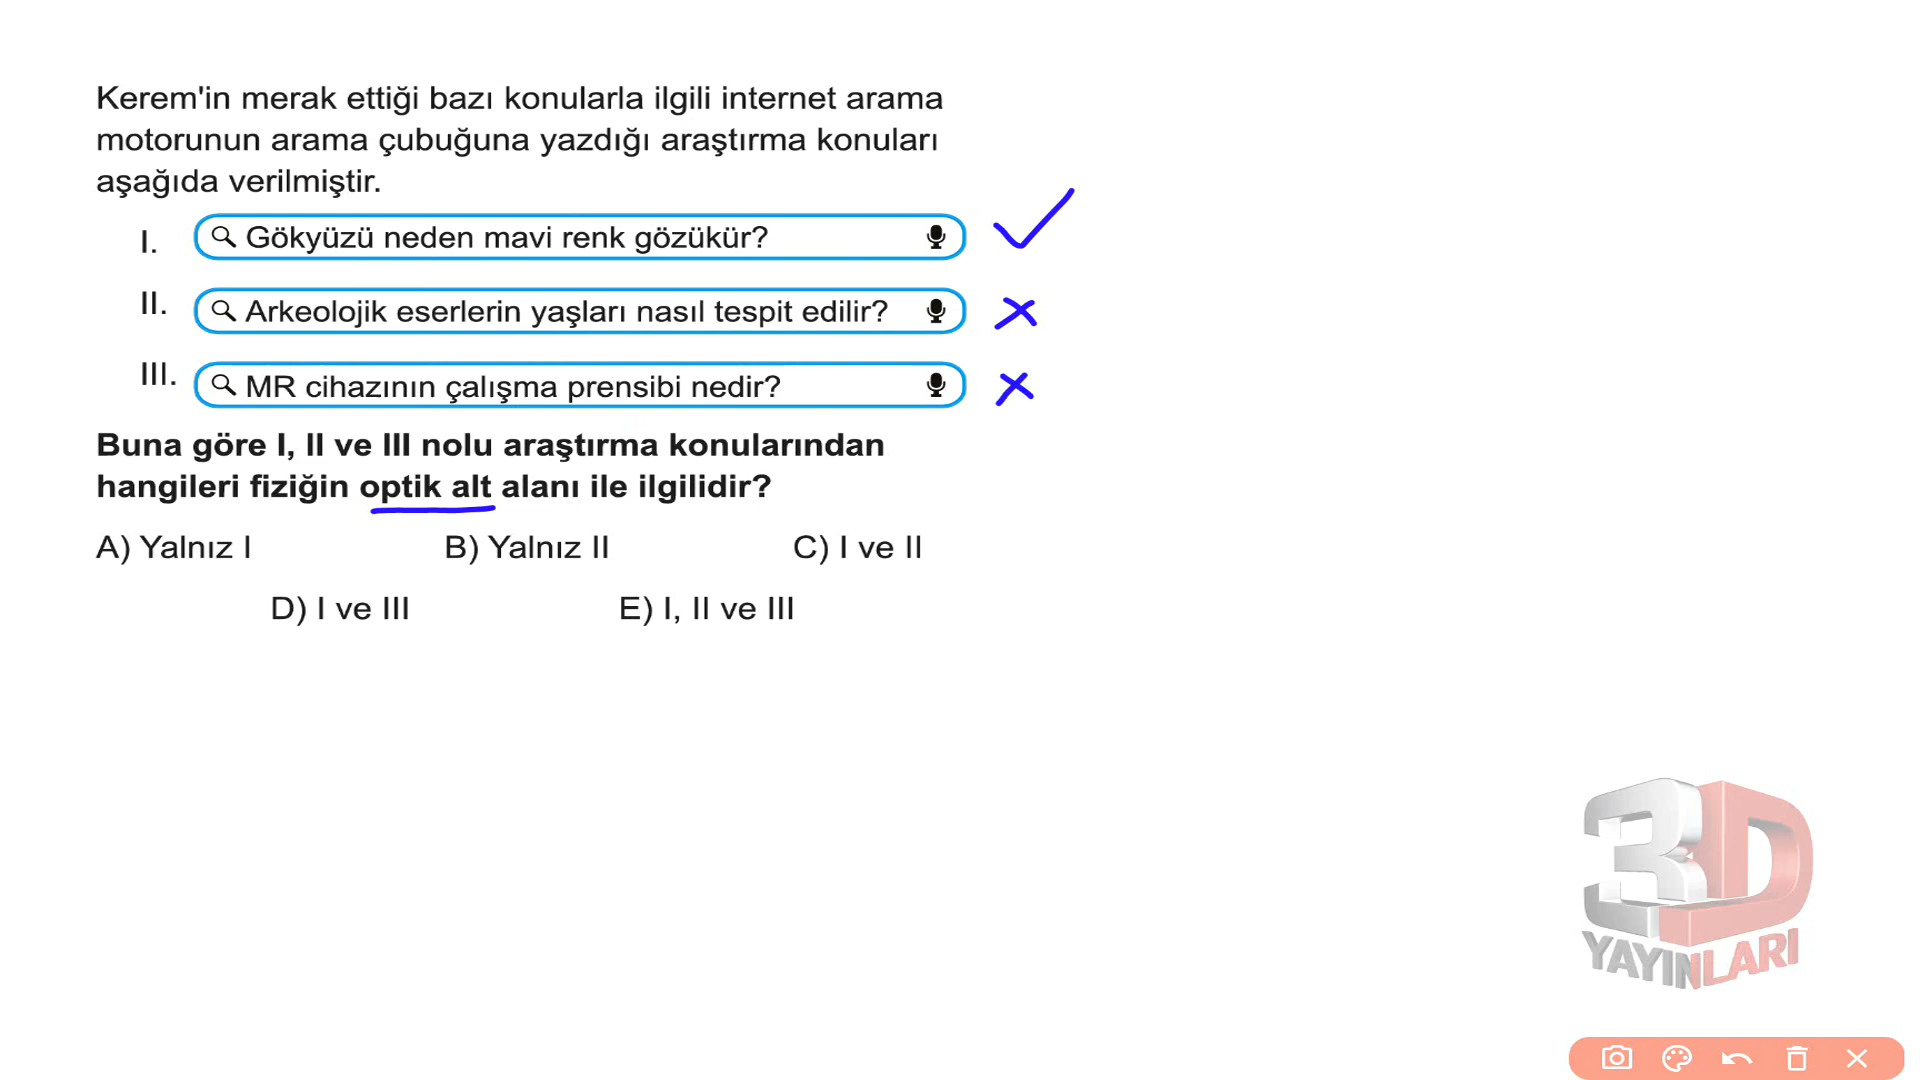 Kerem'in merak ettiği bazı konularla ilgili internet arama
motorunun arama çubuğuna yazdığı araştırma konuları
aşağıda verilmiştir.
I. Gökyüzü neden mavi renk gözükür?
II. Arkeolojik eserlerin yaşları nasıl tespit edilir?
III. MR cihazının çalışma prensibi nedir?
Buna göre I, II ve III nolu araştırma konularından
hangileri fiziğin optik alt alanı ile ilgilidir?
A) Yalnız I B) Yalnız II C) I ve II
D) I ve III E) I, II ve III
3D
YAYINLARI